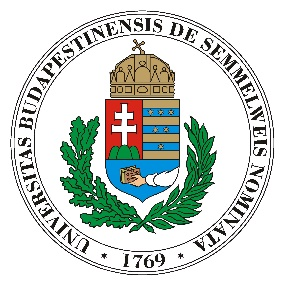 UNIVERSITAS BUDAPESTINENSIS DE SEMMELWEIS NOMINATA
* 1769 *